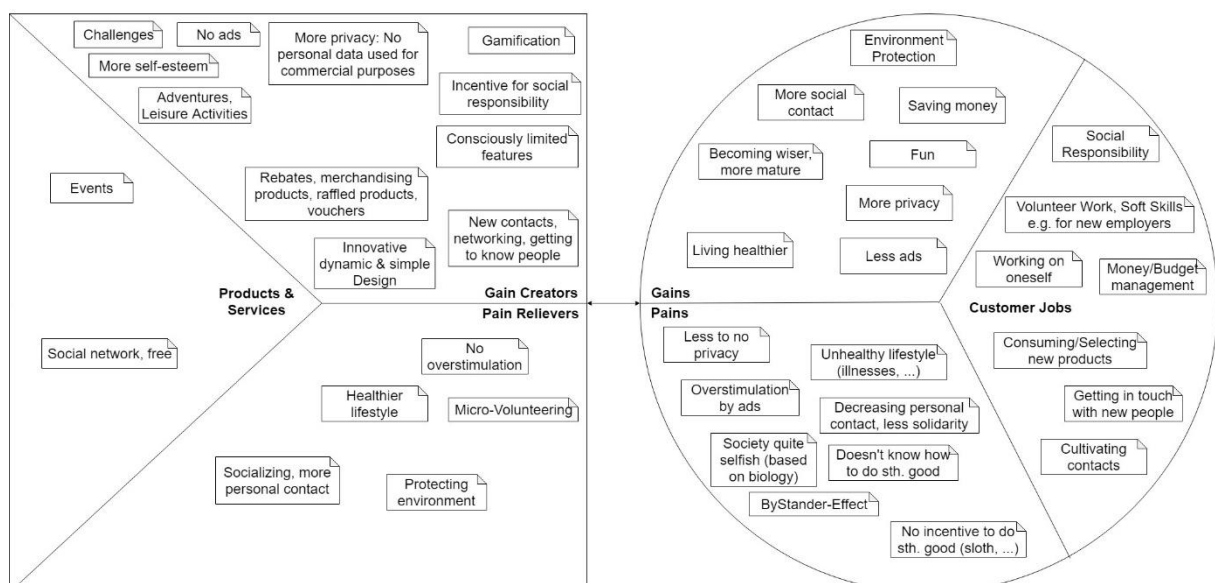 Challenges
No ads
More privacy: No
personal data used for
commercial purposes
Gamification
More self-esteem
Adventures,
Leisure Activities
Incentive for social
responsibility
Consciously limited
features
Events
Rebates, merchandising
products, raffled products,
vouchers
New contacts,
networking, getting
to know people
Innovative
dynamic & simple
Design
Products &
Services
Gain Creators
Pain Relievers
Social network, free
No
overstimulation
Healthier
lifestyle
Micro-Volunteering
Socializing, more
personal contact
Protecting
environment
Environment
Protection
More social
contact
Saving money
Becoming wiser,
more mature
Fun
More privacy
Living healthier
Less ads
Gains
Pains
Social
Responsibility
Volunteer Work, Soft Skills
e.g. for new employers
Working on
oneself
Money/Budget
management
Customer Jobs
Consuming/Selecting
new products
Getting in touch
with new people
Cultivating
contacts
Less to no
privacy
Unhealthy lifestyle
(illnesses, ...)
Overstimulation
by ads
Decreasing personal
contact, less solidarity
Society quite
selfish (based
on biology)
Doesn't know how
to do sth. good
ByStander-Effect
No incentive to do
sth. good (sloth, ...)